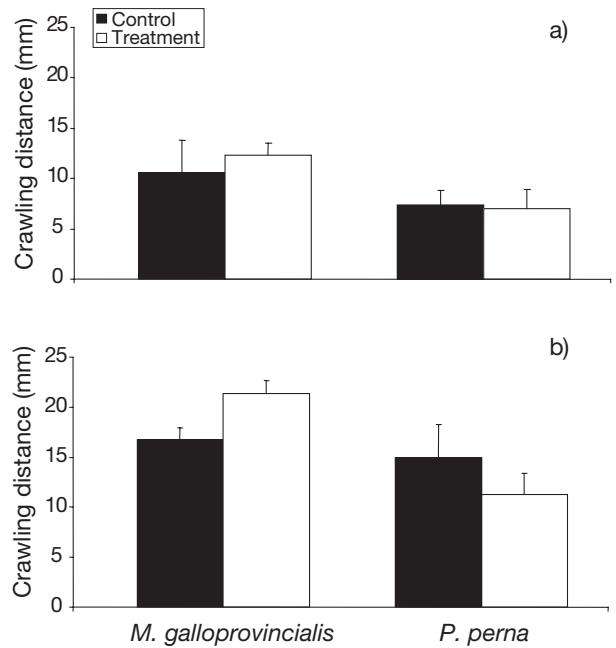 Control
Treatment
a)
Crawling distance (mm)
25
20
15
10
5
0
b)
Crawling distance (mm)
25
20
15
10
5
0
M. galloprovincialis P. perna